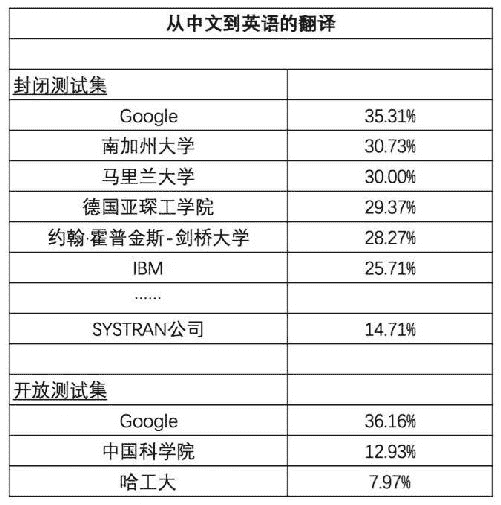 从中文到英语的翻译
封闭测试集
Google 35.31%
南加州大学 30.73%
马里兰大学 30.00%
德国亚琛工学院 29.37%
约翰·霍普金斯-剑桥大学 28.27%
IBM 25.71%
……
SYSTRAN公司 14.71%
开放测试集
Google 36.16%
中国科学院 12.93%
哈工大 7.97%